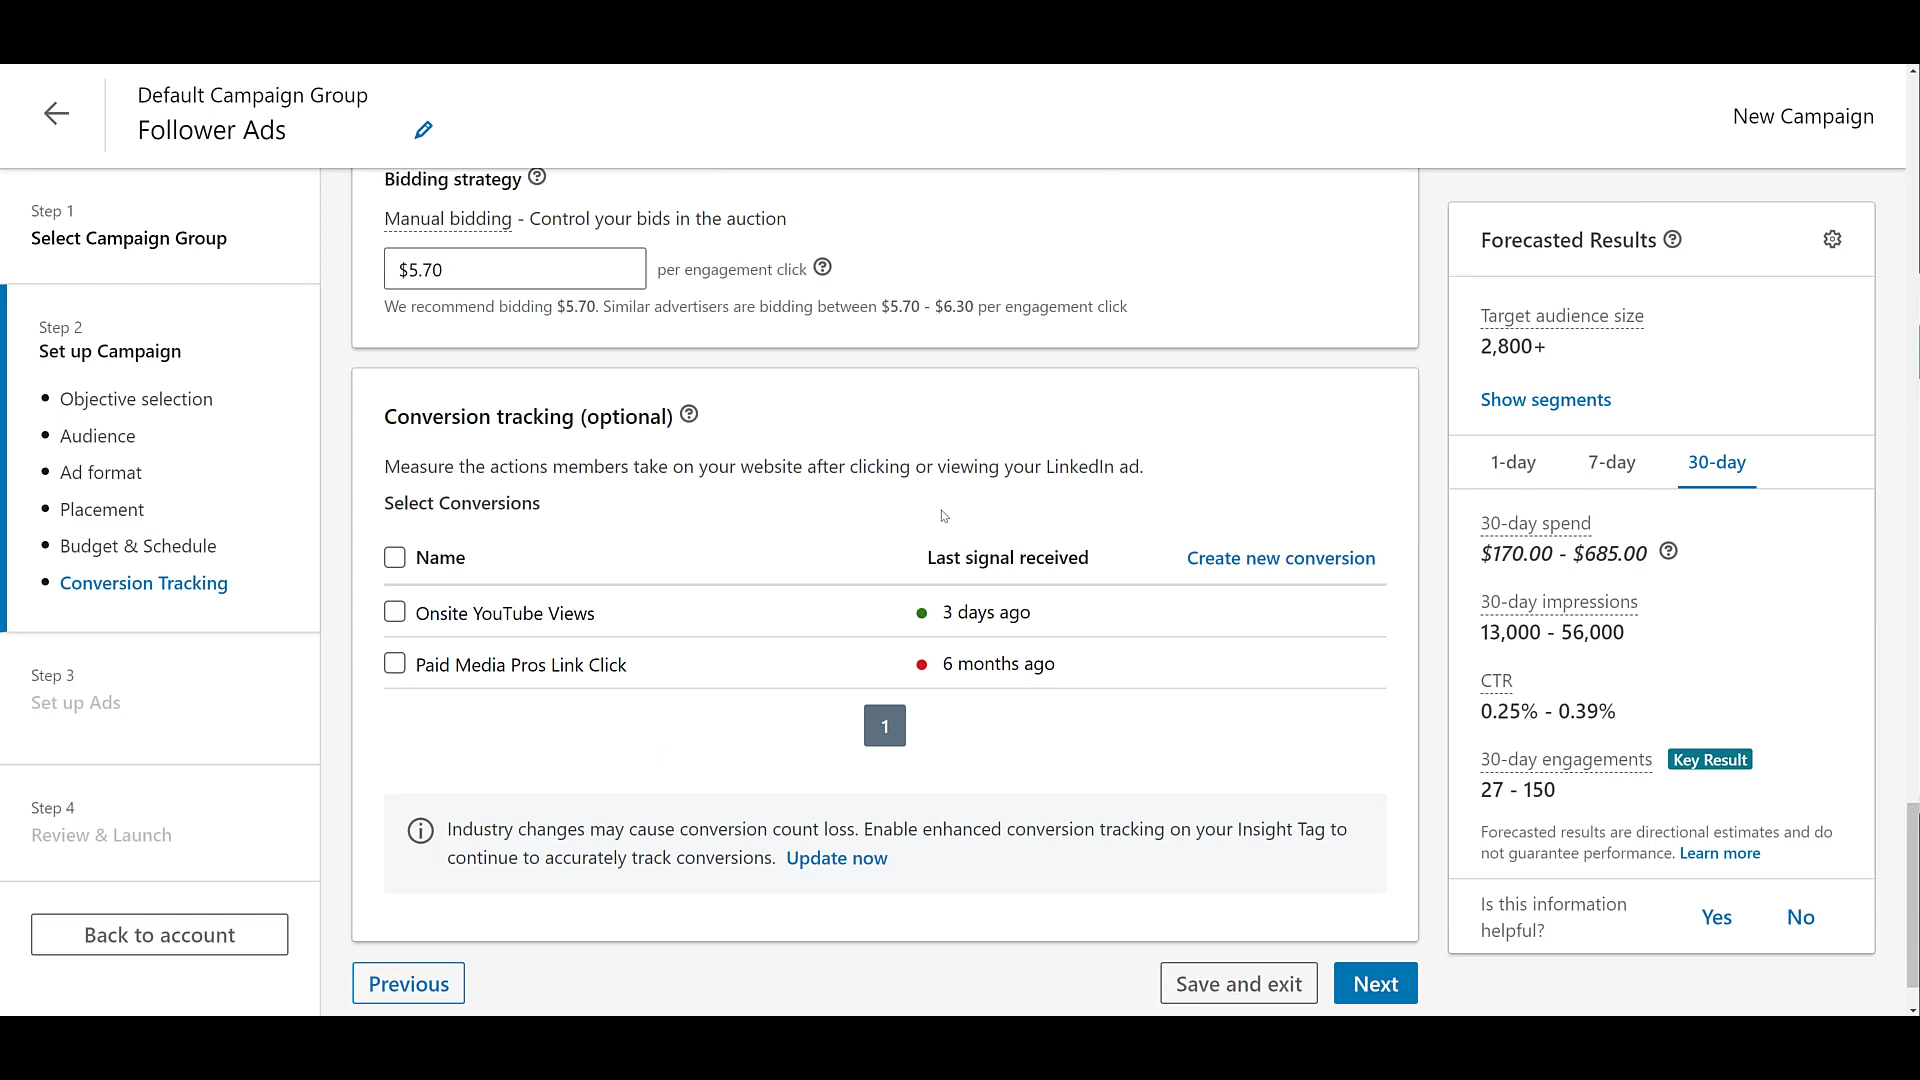 Default Campaign Group
Follower Ads
New Campaign
Step 1
Select Campaign Group
Step 2
Set up Campaign
Objective selection
Audience
Ad format
Placement
Budget & Schedule
Conversion Tracking
Step 3
Set up Ads
Step 4
Review & Launch
Back to account
Bidding strategy
Manual bidding - Control your bids in the auction
$5.70 per engagement click
We recommend bidding $5.70. Similar advertisers are bidding between $5.70 - $6.30 per engagement click
Conversion tracking (optional)
Measure the actions members take on your website after clicking or viewing your LinkedIn ad.
Select Conversions
Name Last signal received Create new conversion
Onsite YouTube Views 3 days ago
Paid Media Pros Link Click 6 months ago
1
Industry changes may cause conversion count loss. Enable enhanced conversion tracking on your Insight Tag to
continue to accurately track conversions. Update now
Previous Save and exit Next
Forecasted Results
Target audience size
2,800+
Show segments
1-day 7-day 30-day
30-day spend
$170.00 - $685.00
30-day impressions
13,000 - 56,000
CTR
0.25% - 0.39%
30-day engagements Key Result
27 - 150
Forecasted results are directional estimates and do
not guarantee performance. Learn more
Is this information
helpful?
Yes No